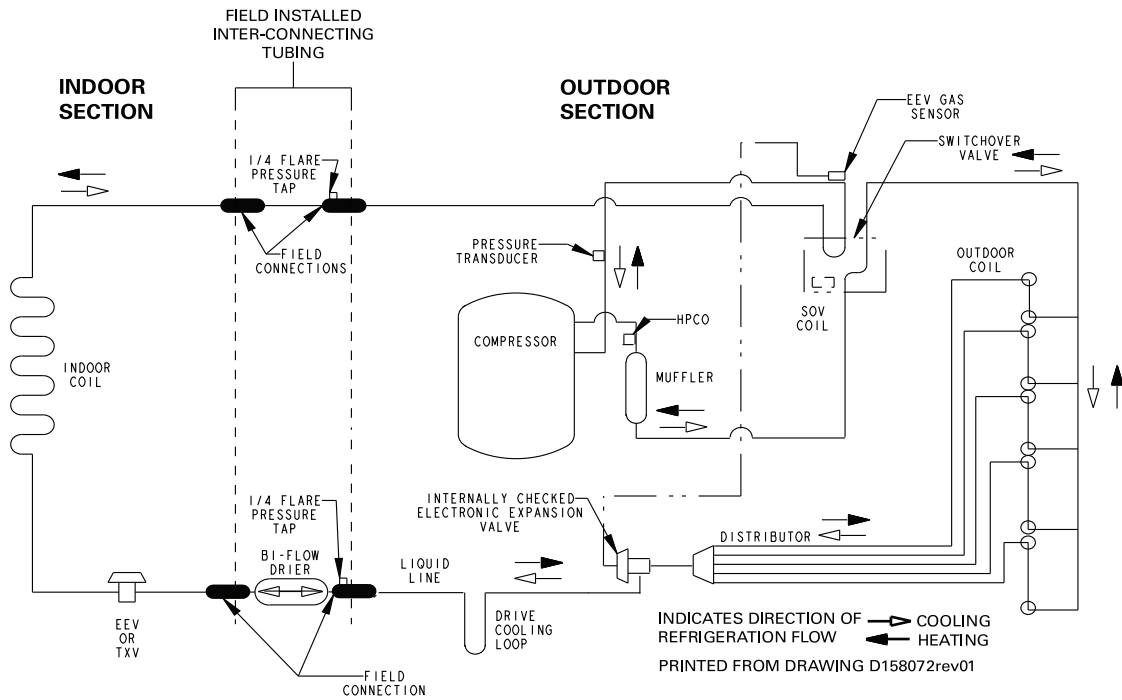 FIELD INSTALLED
INTER-CONNECTING
TUBING
INDOOR
SECTION
OUTDOOR
SECTION
EEV GAS
SENSOR
SWITCHOVER
VALVE
1/4 FLARE
PRESSURE
TAP
FIELD
CONNECTIONS
PRESSURE
TRANSDUCER
OUTDOOR
COIL
SOV
COIL
HPCO
COMPRESSOR
MUFFLER
INDOOR
COIL
1/4 FLARE
PRESSURE
TAP
INTERNALLY CHECKED
ELECTRONIC EXPANSION
VALVE
BI-FLOW
DRIER
LIQUID
LINE
DISTRIBUTOR
EEV
OR
TXV
DRIVE
COOLING
LOOP
FIELD
CONNECTION
INDICATES DIRECTION OF
REFRIGERATION FLOW
COOLING
HEATING
PRINTED FROM DRAWING D158072rev01